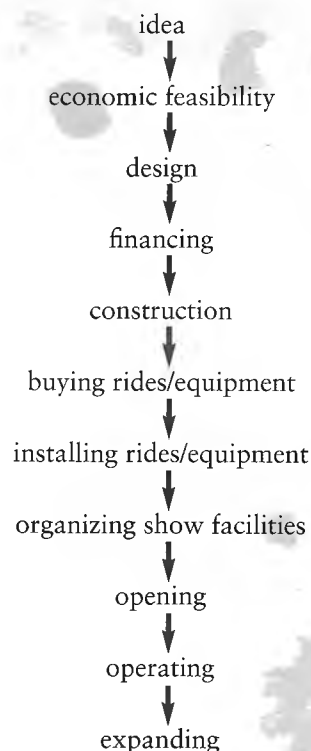 idea
economic feasibility
design
financing
construction
buying rides/equipment
installing rides/equipment
organizing show facilities
opening
operating
expanding